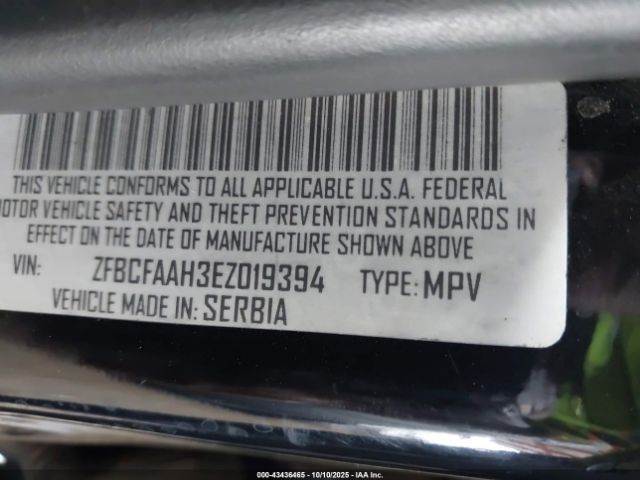 THIS VEHICLE CONFORMS TO ALL APPLICABLE U.S.A. FEDERAL
MOTOR VEHICLE SAFETY AND THEFT PREVENTION STANDARDS IN
EFFECT ON THE DATE OF MANUFACTURE SHOWN ABOVE
VIN: ZFBCFAAH3EZ019394 TYPE: MPV
VEHICLE MADE IN: SERBIA
000-43436465 - 10/10/2025 - IAA Inc.